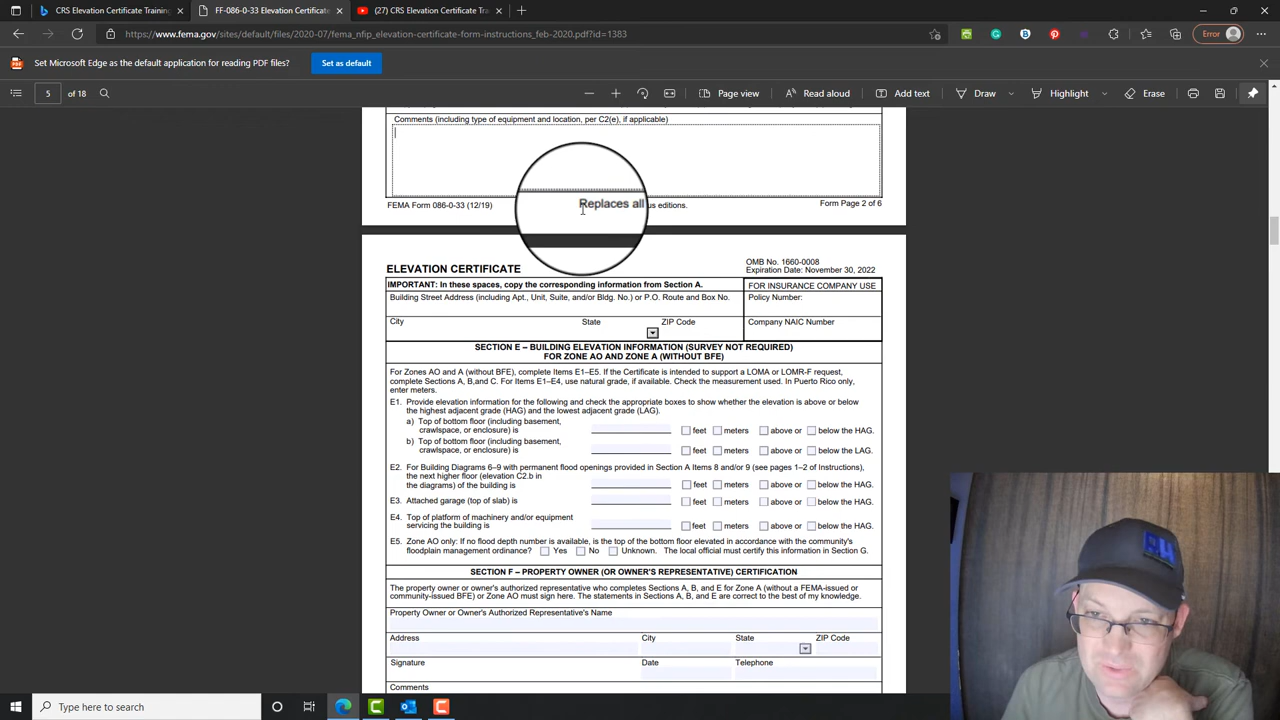 CRS Elevation Certificate Training
FF-086-0-33 Elevation Certificate
(27) CRS Elevation Certificate Tra
https://www.fema.gov/sites/default/files/2020-07/fema_nfip_elevation-certificate-form-instructions_feb-2020.pdf?id=1383
Error
Set Microsoft Edge as the default application for reading PDF files?
Set as default
5 of 18
Page view
Read aloud
Add text
Draw
Highlight
Erase
Comments (including type of equipment and location, per C2(e), if applicable)
FEMA Form 086-0-33 (12/19)
Replaces all
us editions.
Form Page 2 of 6
ELEVATION CERTIFICATE
OMB No. 1660-0008
Expiration Date: November 30, 2022
IMPORTANT: In these spaces, copy the corresponding information from Section A.
FOR INSURANCE COMPANY USE
Building Street Address (including Apt., Unit, Suite, and/or Bldg. No.) or P.O. Route and Box No.
Policy Number:
City
State
ZIP Code
Company NAIC Number
SECTION E – BUILDING ELEVATION INFORMATION (SURVEY NOT REQUIRED)
FOR ZONE AO AND ZONE A (WITHOUT BFE)
For Zones AO and A (without BFE), complete Items E1–E5. If the Certificate is intended to support a LOMA or LOMR-F request,
complete Sections A, B,and C. For Items E1–E4, use natural grade, if available. Check the measurement used. In Puerto Rico only,
enter meters.
E1. Provide elevation information for the following and check the appropriate boxes to show whether the elevation is above or below
the highest adjacent grade (HAG) and the lowest adjacent grade (LAG).
a) Top of bottom floor (including basement,
crawlspace, or enclosure) is
feet meters above or below the HAG.
b) Top of bottom floor (including basement,
crawlspace, or enclosure) is
feet meters above or below the LAG.
E2. For Building Diagrams 6–9 with permanent flood openings provided in Section A Items 8 and/or 9 (see pages 1–2 of Instructions),
the next higher floor (elevation C2.b in
the diagrams) of the building is
feet meters above or below the HAG.
E3. Attached garage (top of slab) is
feet meters above or below the HAG.
E4. Top of platform of machinery and/or equipment
servicing the building is
feet meters above or below the HAG.
E5. Zone AO only: If no flood depth number is available, is the top of the bottom floor elevated in accordance with the community's
floodplain management ordinance? Yes No Unknown. The local official must certify this information in Section G.
SECTION F – PROPERTY OWNER (OR OWNER'S REPRESENTATIVE) CERTIFICATION
The property owner or owner's authorized representative who completes Sections A, B, and E for Zone A (without a FEMA-issued or
community-issued BFE) or Zone AO must sign here. The statements in Sections A, B, and E are correct to the best of my knowledge.
Property Owner or Owner's Authorized Representative's Name
Address
City
State
ZIP Code
Signature
Date
Telephone
Comments
Type here to search